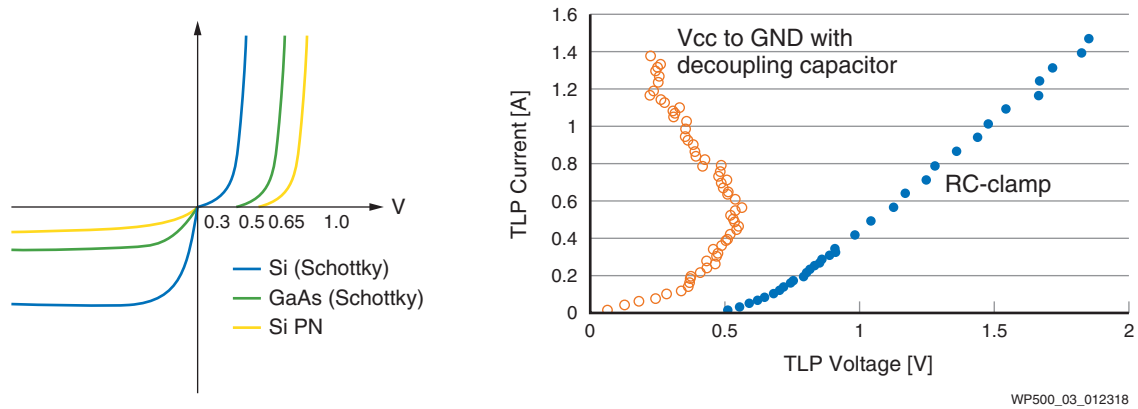 V
0.3 0.5 0.65 1.0
Si (Schottky)
GaAs (Schottky)
Si PN
TLP Current [A]
1.6
1.4
1.2
1
0.8
0.6
0.4
0.2
0
Vcc to GND with
decoupling capacitor
RC-clamp
0 0.5 1 1.5 2
TLP Voltage [V]
WP500_03_012318